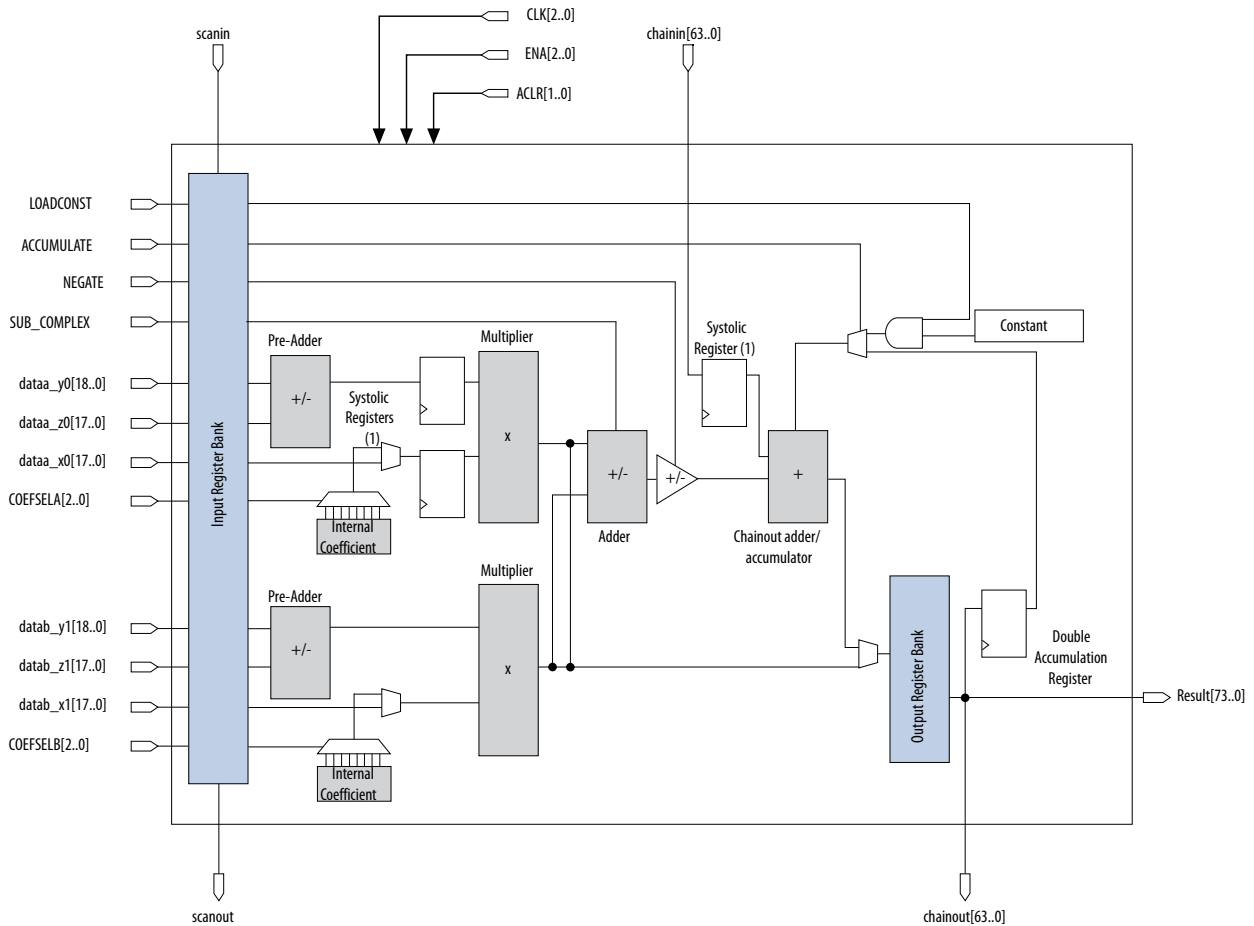 CLK[2..0]
scanin
chainin[63..0]
ENA[2..0]
ACLR[1..0]
LOADCONST
ACCUMULATE
NEGATE
SUB_COMPLEX
dataa_y0[18..0]
dataa_z0[17..0]
dataa_x0[17..0]
COEFSELA[2..0]
datab_y1[18..0]
datab_z1[17..0]
datab_x1[17..0]
COEFSELB[2..0]
Input Register Bank
Pre-Adder
+/-
Systolic
Registers
(1)
Internal
Coefficient
Multiplier
x
Pre-Adder
+/-
Internal
Coefficient
Multiplier
x
+/-
Adder
+/-
Systolic
Register (1)
+
Chainout adder/
accumulator
Constant
Output Register Bank
Double
Accumulation
Register
Result[73..0]
scanout
chainout[63..0]